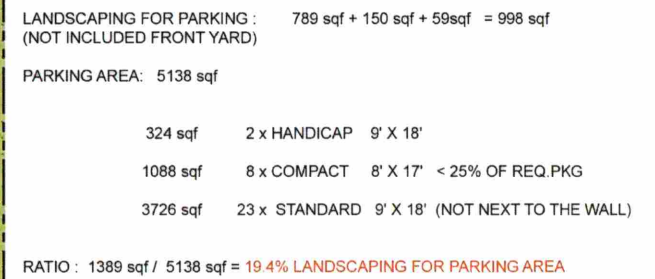 LANDSCAPING FOR PARKING : 789 sqf + 150 sqf + 59sqf = 998 sqf
(NOT INCLUDED FRONT YARD)
PARKING AREA: 5138 sqf
324 sqf 2 x HANDICAP 9' X 18'
1088 sqf 8 x COMPACT 8' X 17' < 25% OF REQ.PKG
3726 sqf 23 x STANDARD 9' X 18' (NOT NEXT TO THE WALL)
RATIO : 1389 sqf / 5138 sqf = 19.4% LANDSCAPING FOR PARKING AREA